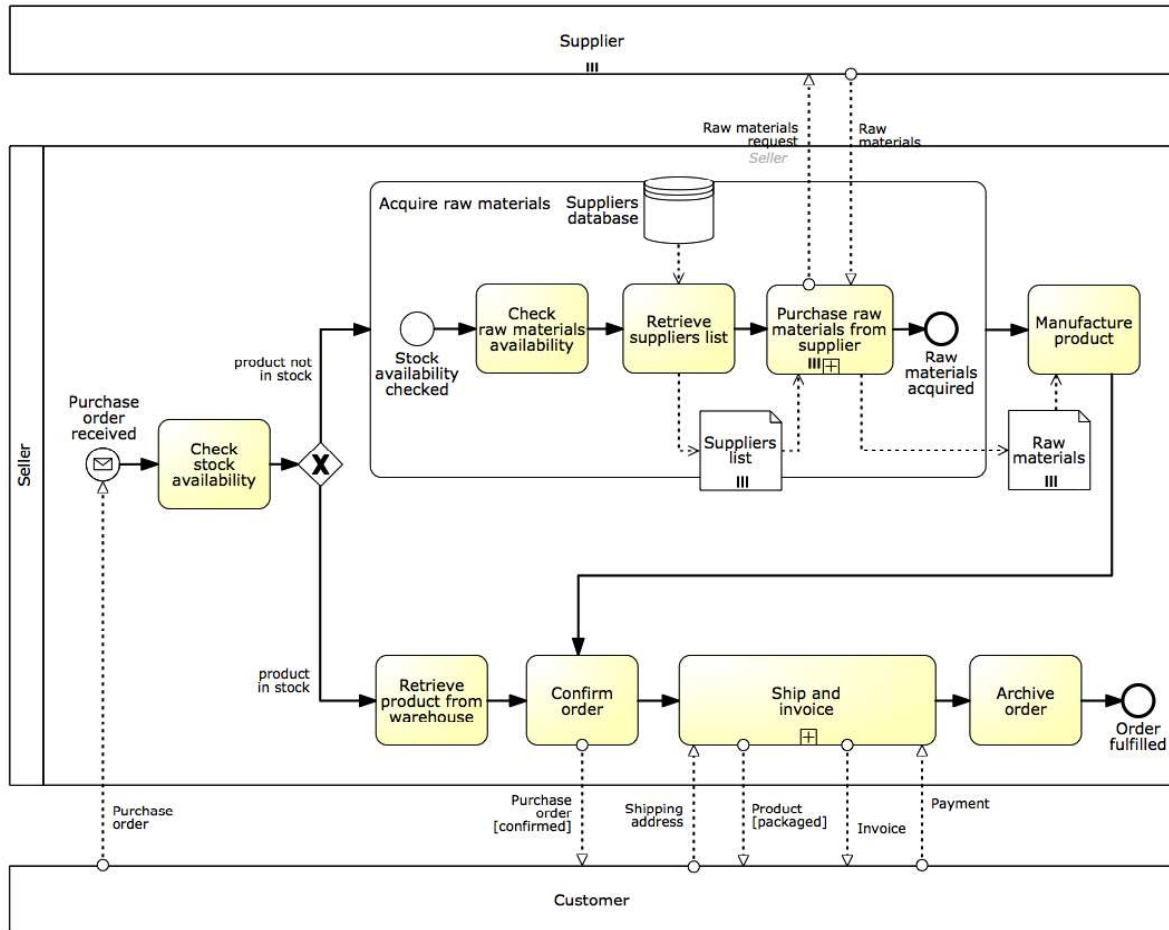 Supplier
Raw materials
request
Seller
Raw
materials
Seller
Acquire raw materials
Suppliers
database
Check
raw materials
availability
Retrieve
suppliers list
Purchase raw
materials from
supplier
Manufacture
product
Stock
availability
checked
Raw
materials
acquired
product not
in stock
Purchase
order
received
Check
stock
availability
X
Suppliers
list
Raw
materials
product
in stock
Retrieve
product from
warehouse
Confirm
order
Ship and
invoice
Archive
order
Order
fulfilled
Purchase
order
Purchase
order
[confirmed]
Shipping
address
Product
[packaged]
Invoice
Payment
Customer